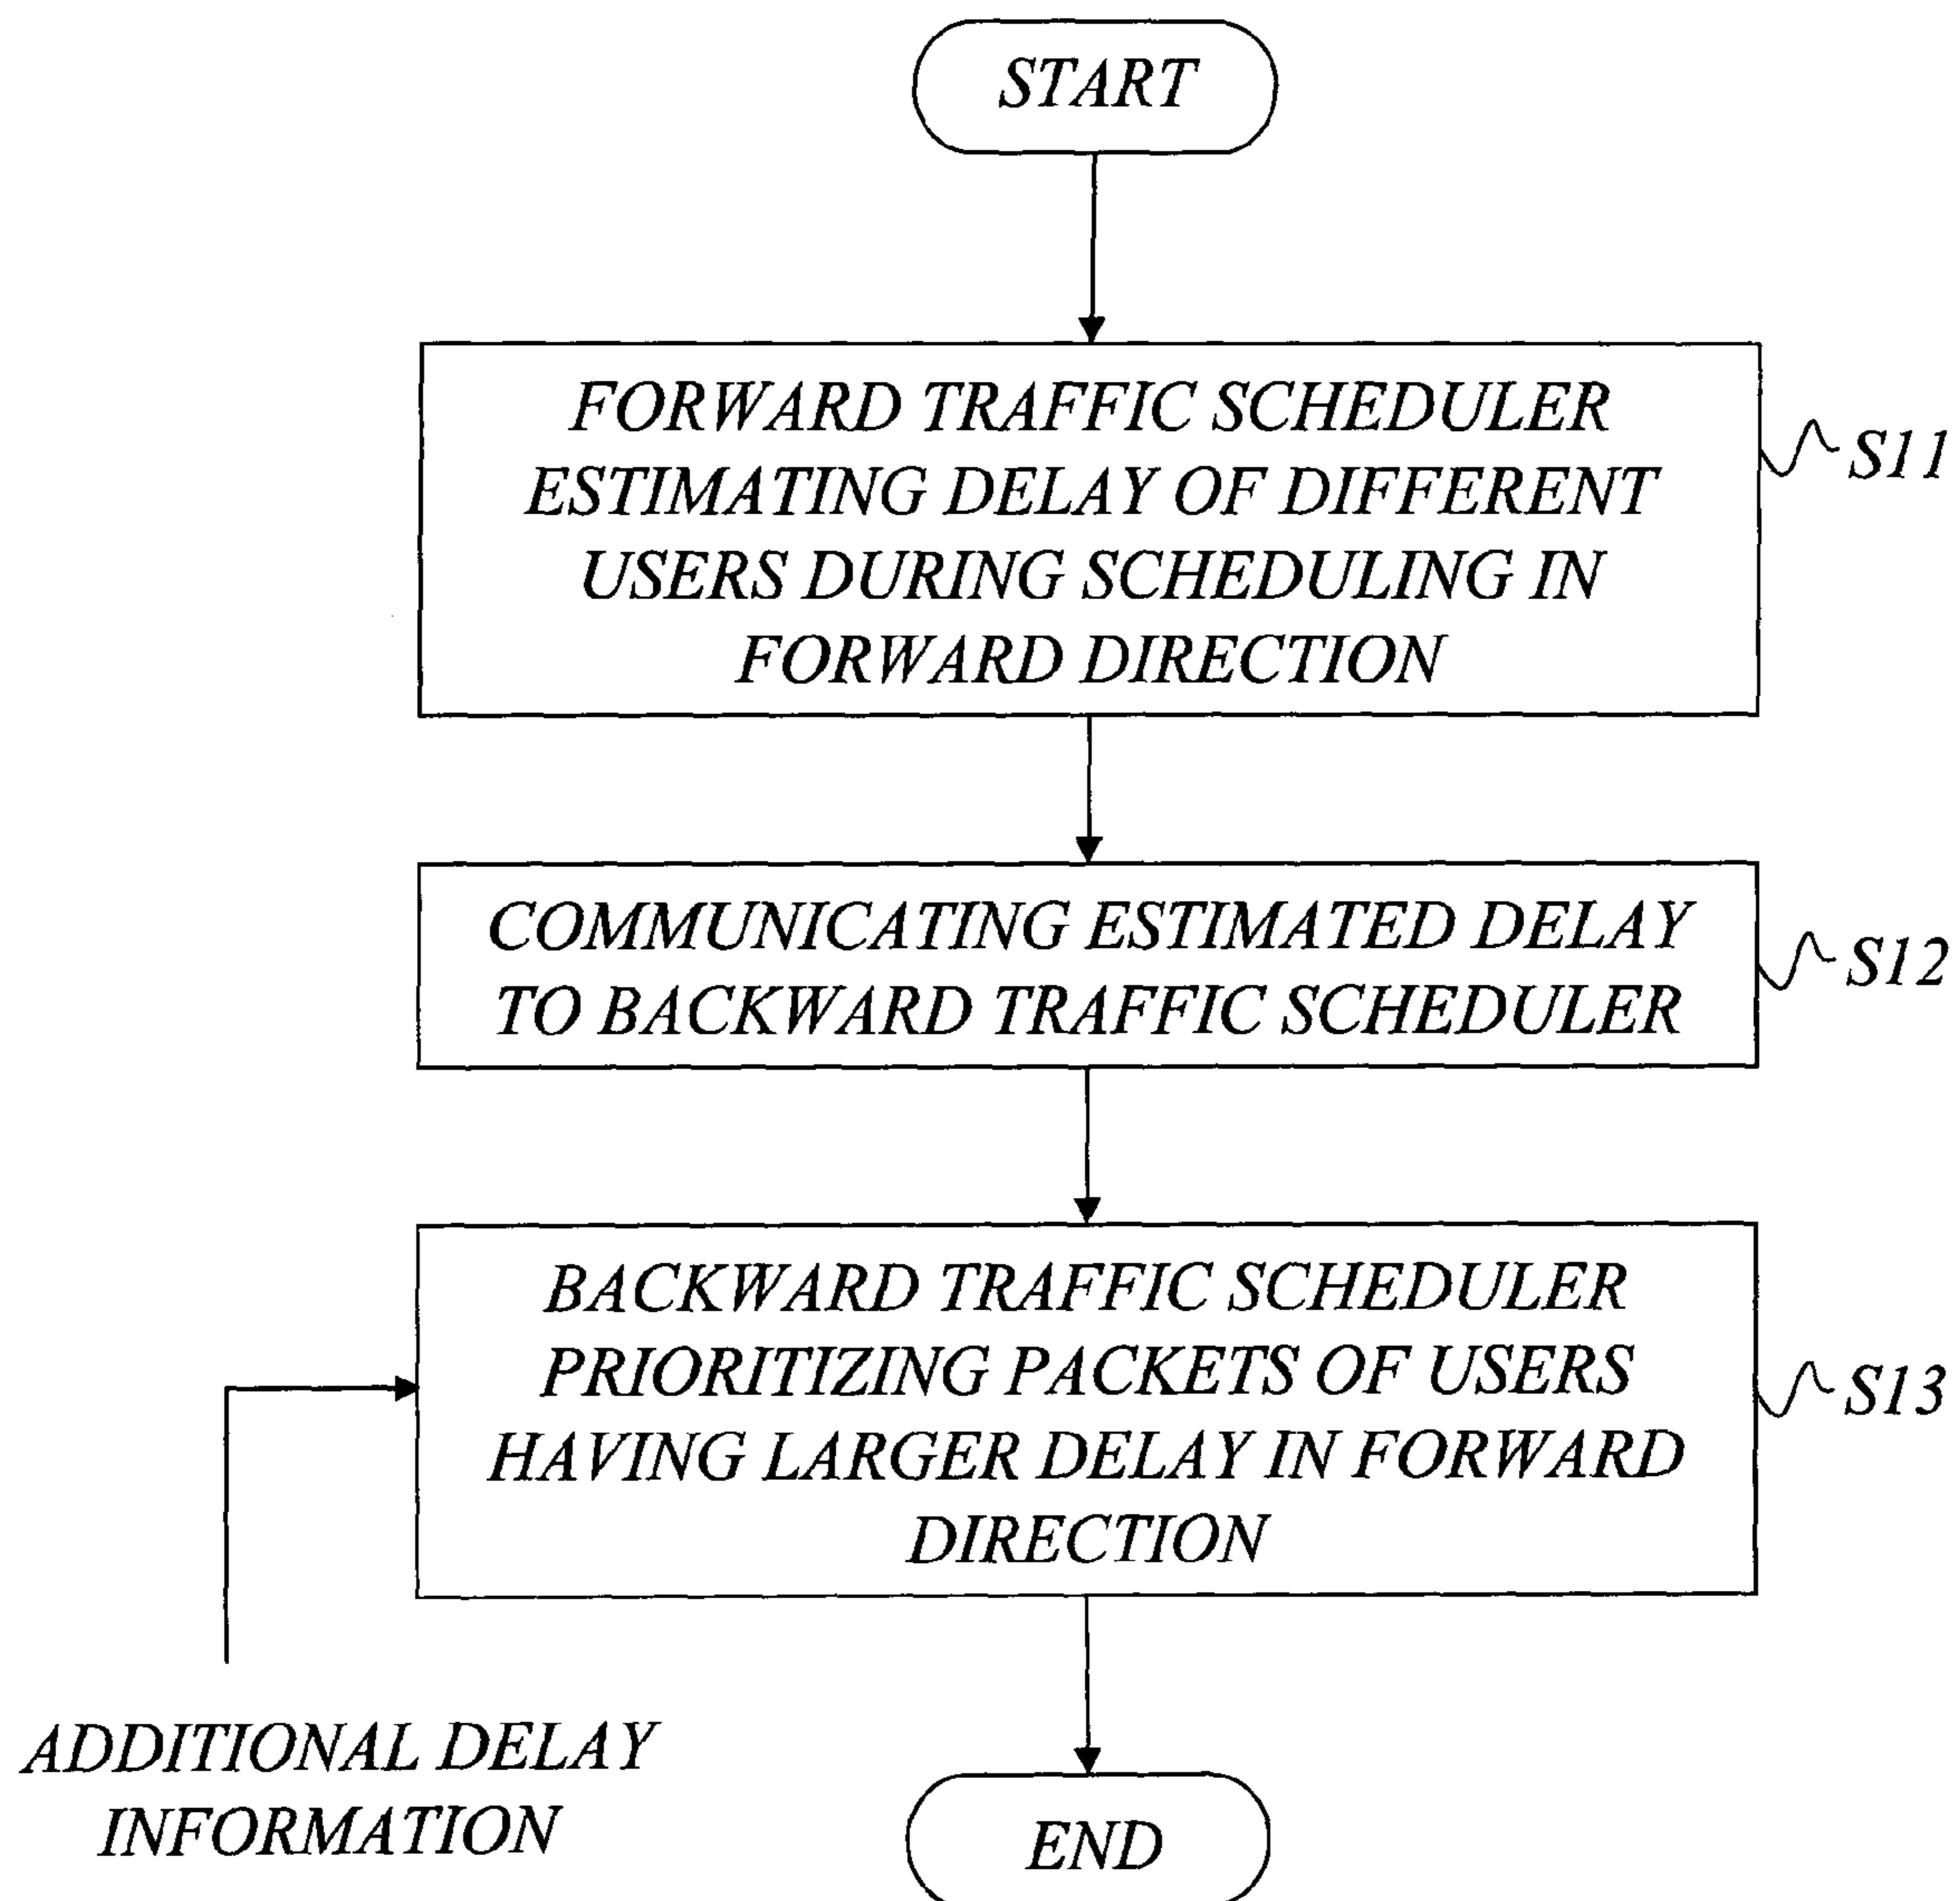 START
FORWARD TRAFFIC SCHEDULER
ESTIMATING DELAY OF DIFFERENT
USERS DURING SCHEDULING IN
FORWARD DIRECTION
S11
COMMUNICATING ESTIMATED DELAY
TO BACKWARD TRAFFIC SCHEDULER
S12
BACKWARD TRAFFIC SCHEDULER
PRIORITIZING PACKETS OF USERS
HAVING LARGER DELAY IN FORWARD
DIRECTION
S13
ADDITIONAL DELAY
INFORMATION
END